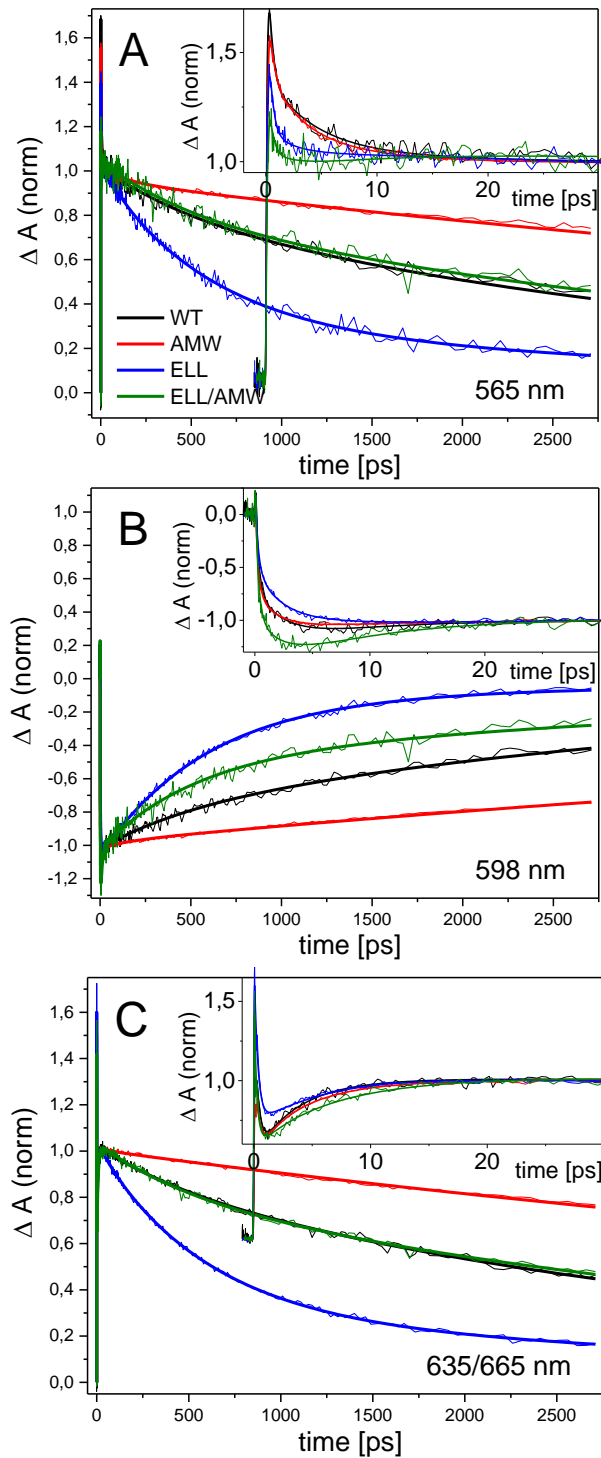 A
Δ A (norm)
1,6
1,4
1,2
1,0
0,8
0,6
0,4
0,2
0,0
Δ A (norm)
1,5
1,0
0
10
20
time [ps]
WT
AMW
ELL
ELL/AMW
565 nm
0
500
1000
1500
2000
2500
time [ps]
B
Δ A (norm)
1,0
0,8
0,6
0,4
0,2
0,0
-0,2
-0,4
-0,6
-0,8
-1,0
-1,2
Δ A (norm)
0,0
-0,5
-1,0
0
10
20
time [ps]
598 nm
0
500
1000
1500
2000
2500
time [ps]
C
Δ A (norm)
1,6
1,4
1,2
1,0
0,8
0,6
0,4
0,2
0,0
Δ A (norm)
1,5
1,0
0
10
20
time [ps]
635/665 nm
0
500
1000
1500
2000
2500
time [ps]